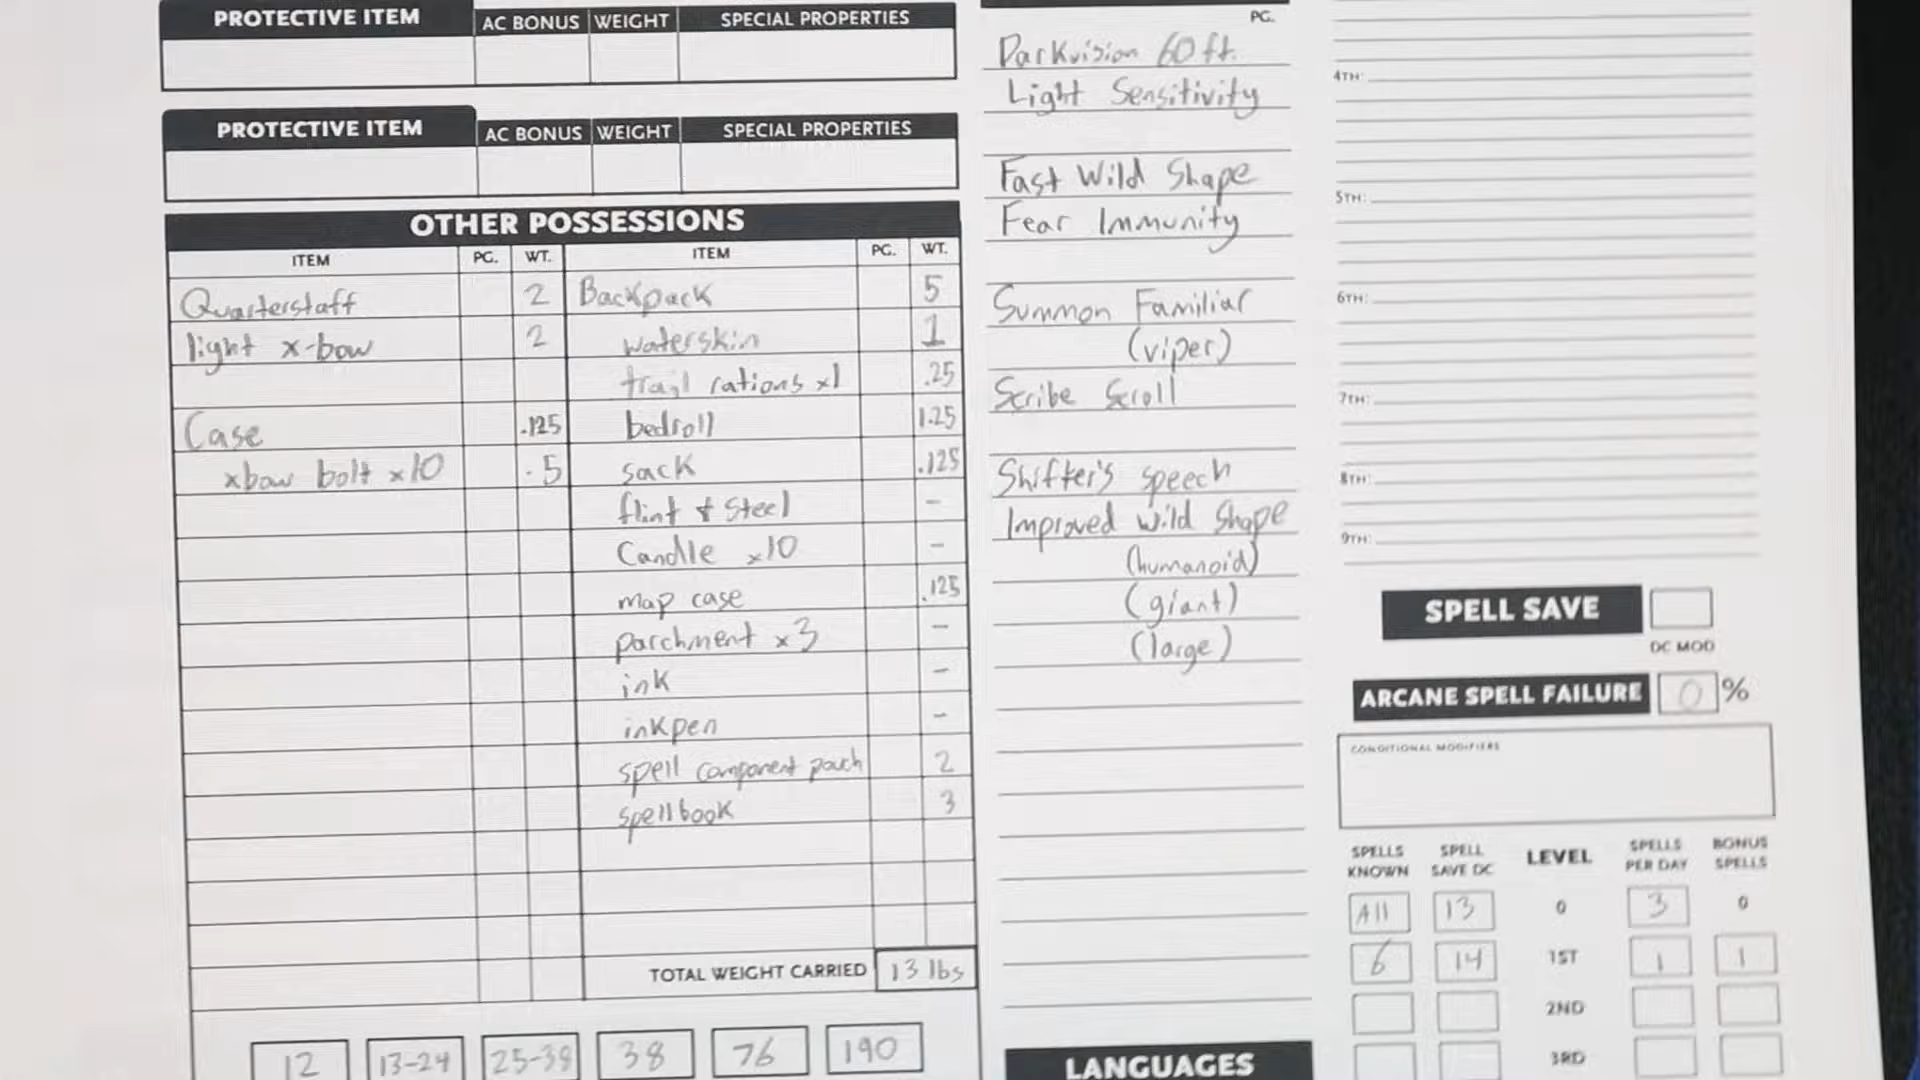 PROTECTIVE ITEM AC BONUS WEIGHT SPECIAL PROPERTIES
PROTECTIVE ITEM AC BONUS WEIGHT SPECIAL PROPERTIES
OTHER POSSESSIONS
ITEM PG. WT. ITEM PG. WT.
Quarterstaff 2 Backpack 5
light x-bow 2 waterskin 1
trail rations x1 .25
Case .125 bedroll 1.25
xbow bolt x10 .5 sack .125
flint & Steel -
Candle x10 -
map case .125
parchment x3 -
ink -
inkpen -
spell component pouch 2
spellbook 3
TOTAL WEIGHT CARRIED 13 lbs
12 13-24 25-38 38 76 190
PG.
Darkvision 60 ft.
Light Sensitivity
Fast Wild Shape
Fear Immunity
Summon Familiar
(viper)
Scribe Scroll
Shifter's speech
Improved Wild Shape
(humanoid)
(giant)
(large)
LANGUAGES
4TH:
5TH:
6TH:
7TH:
8TH:
9TH:
SPELL SAVE
DC MOD
ARCANE SPELL FAILURE 0 %
CONDITIONAL MODIFIERS
SPELLS KNOWN SPELL SAVE DC LEVEL SPELLS PER DAY BONUS SPELLS
All 13 0 3 0
6 14 1ST 1 1
2ND
3RD